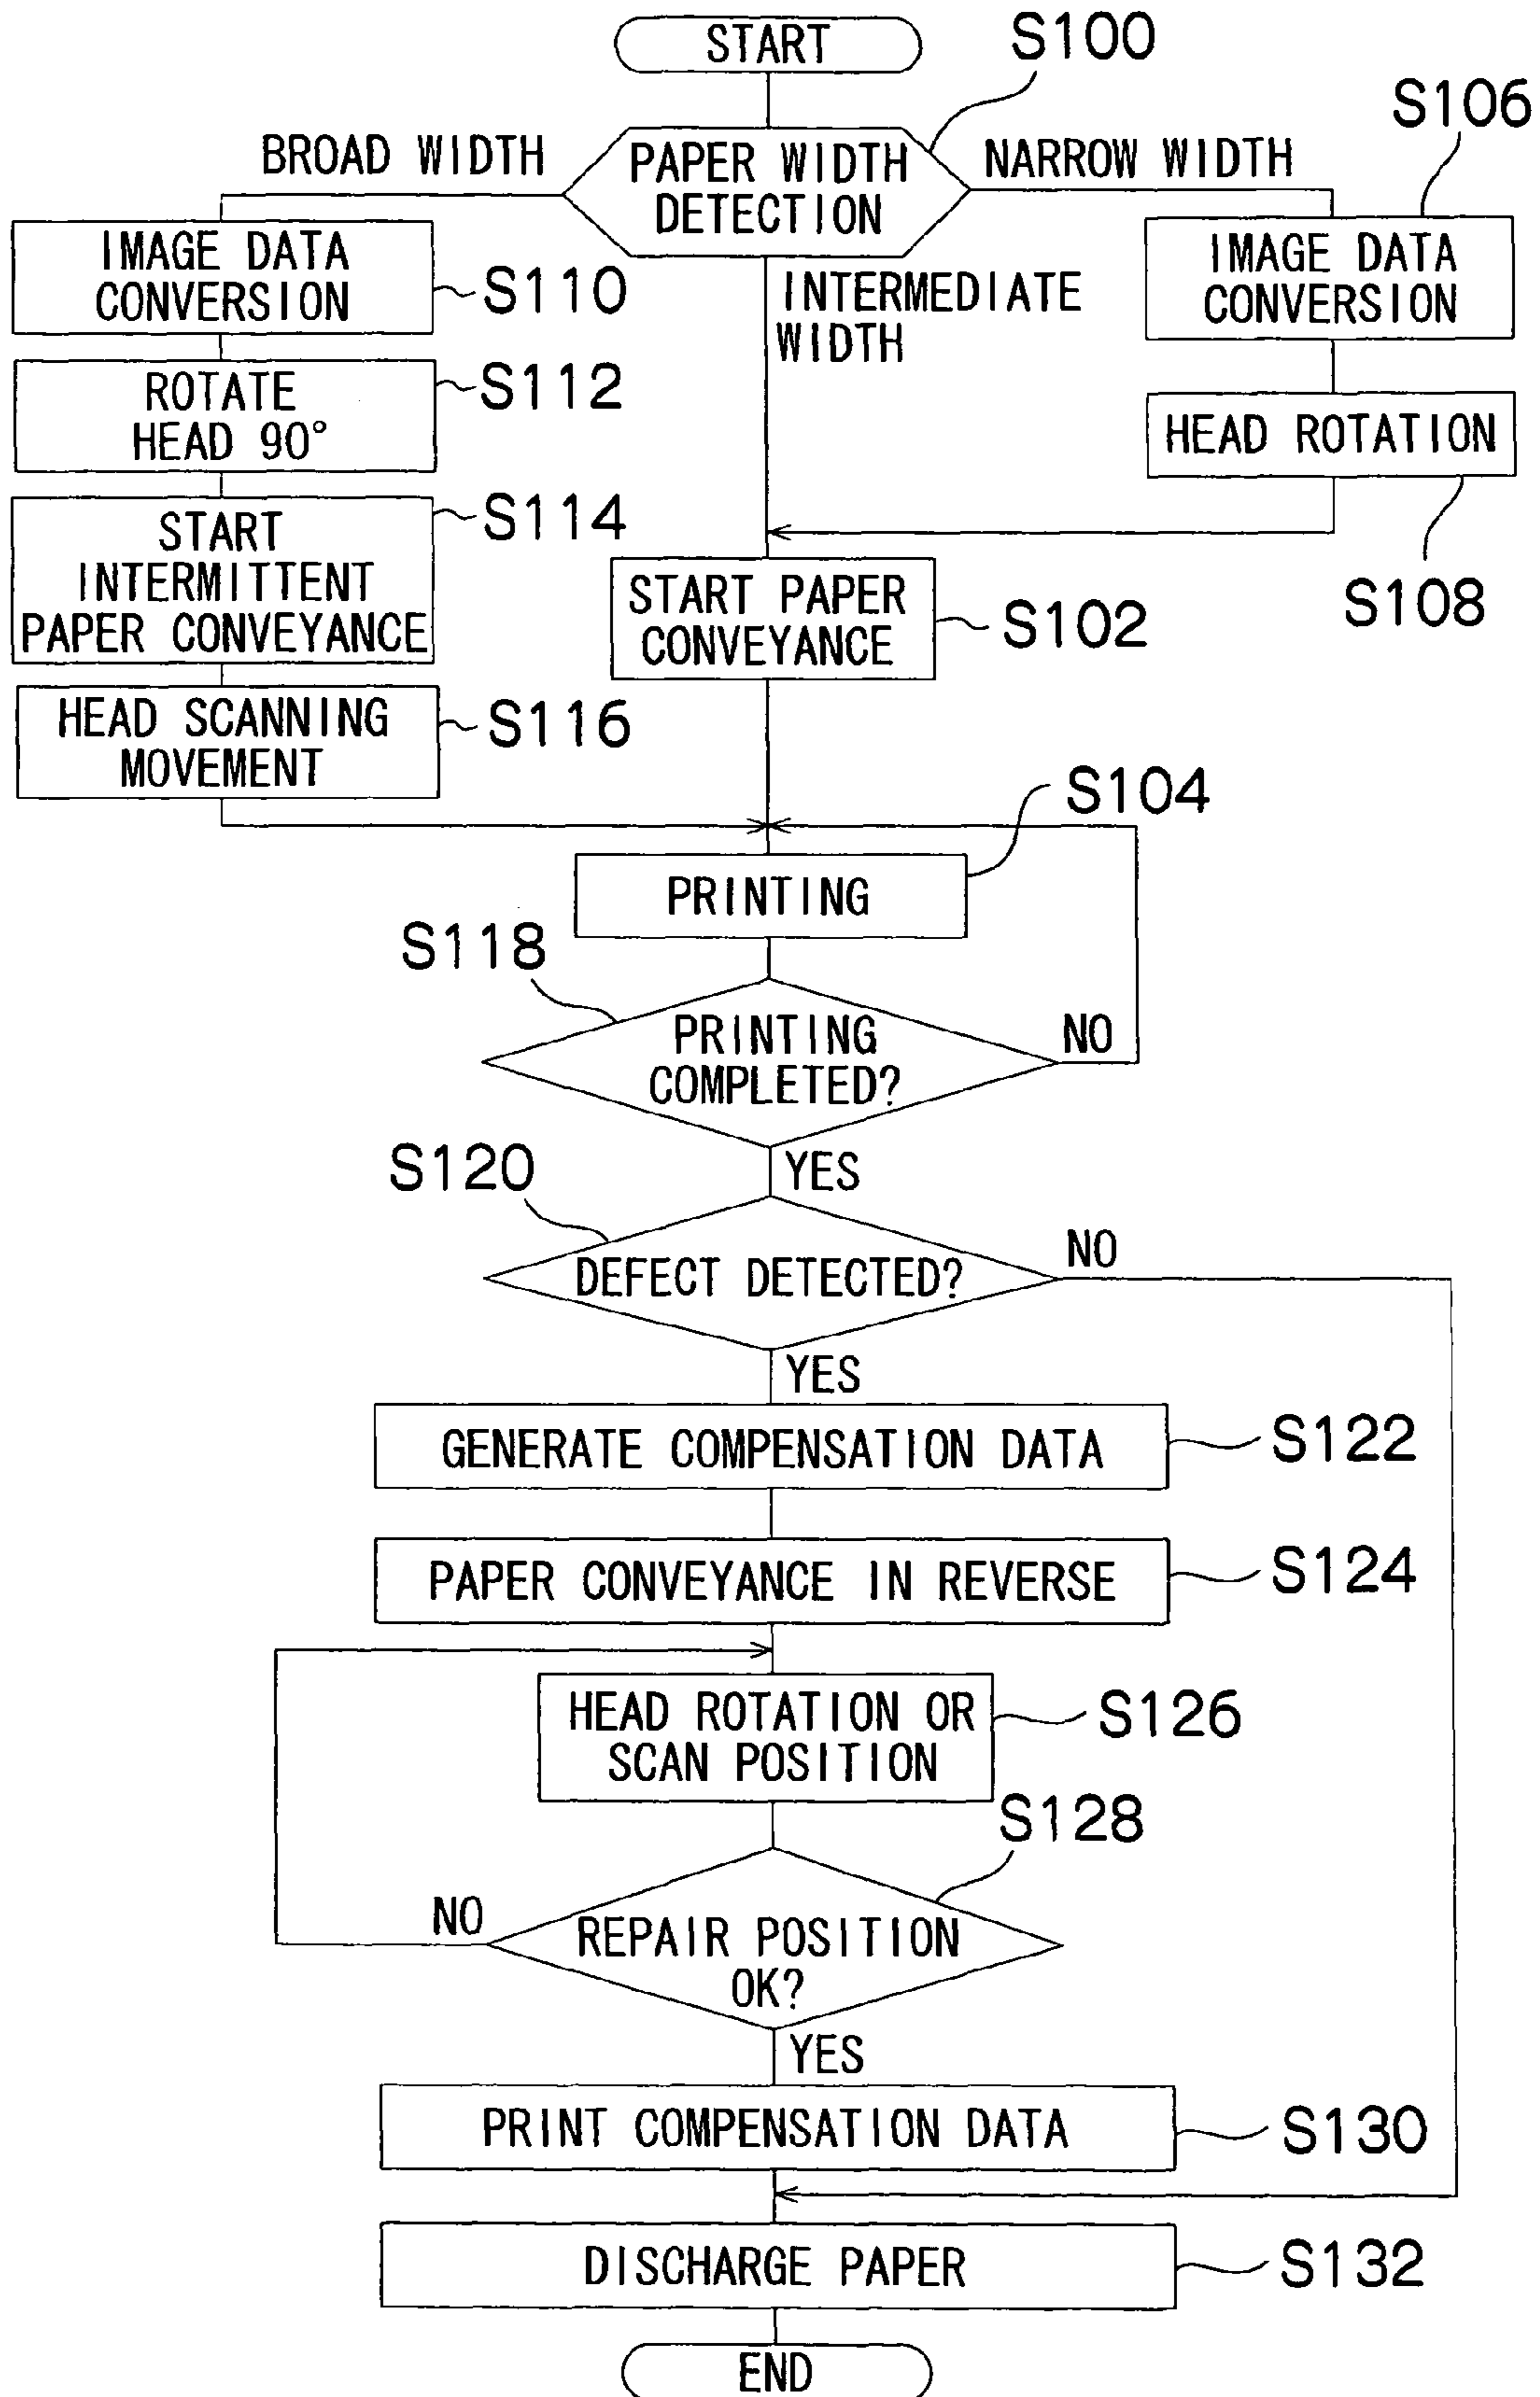 START
S100
S106
BROAD WIDTH
PAPER WIDTH
DETECTION
NARROW WIDTH
IMAGE DATA
CONVERSION
S110
INTERMEDIATE
WIDTH
IMAGE DATA
CONVERSION
ROTATE
HEAD 90°
S112
HEAD ROTATION
S108
START
INTERMITTENT
PAPER CONVEYANCE
S114
START PAPER
CONVEYANCE
S102
HEAD SCANNING
MOVEMENT
S116
S104
PRINTING
S118
PRINTING
COMPLETED?
NO
YES
S120
DEFECT DETECTED?
NO
YES
GENERATE COMPENSATION DATA
S122
PAPER CONVEYANCE IN REVERSE
S124
HEAD ROTATION OR
SCAN POSITION
S126
S128
NO
REPAIR POSITION
OK?
YES
PRINT COMPENSATION DATA
S130
DISCHARGE PAPER
S132
END